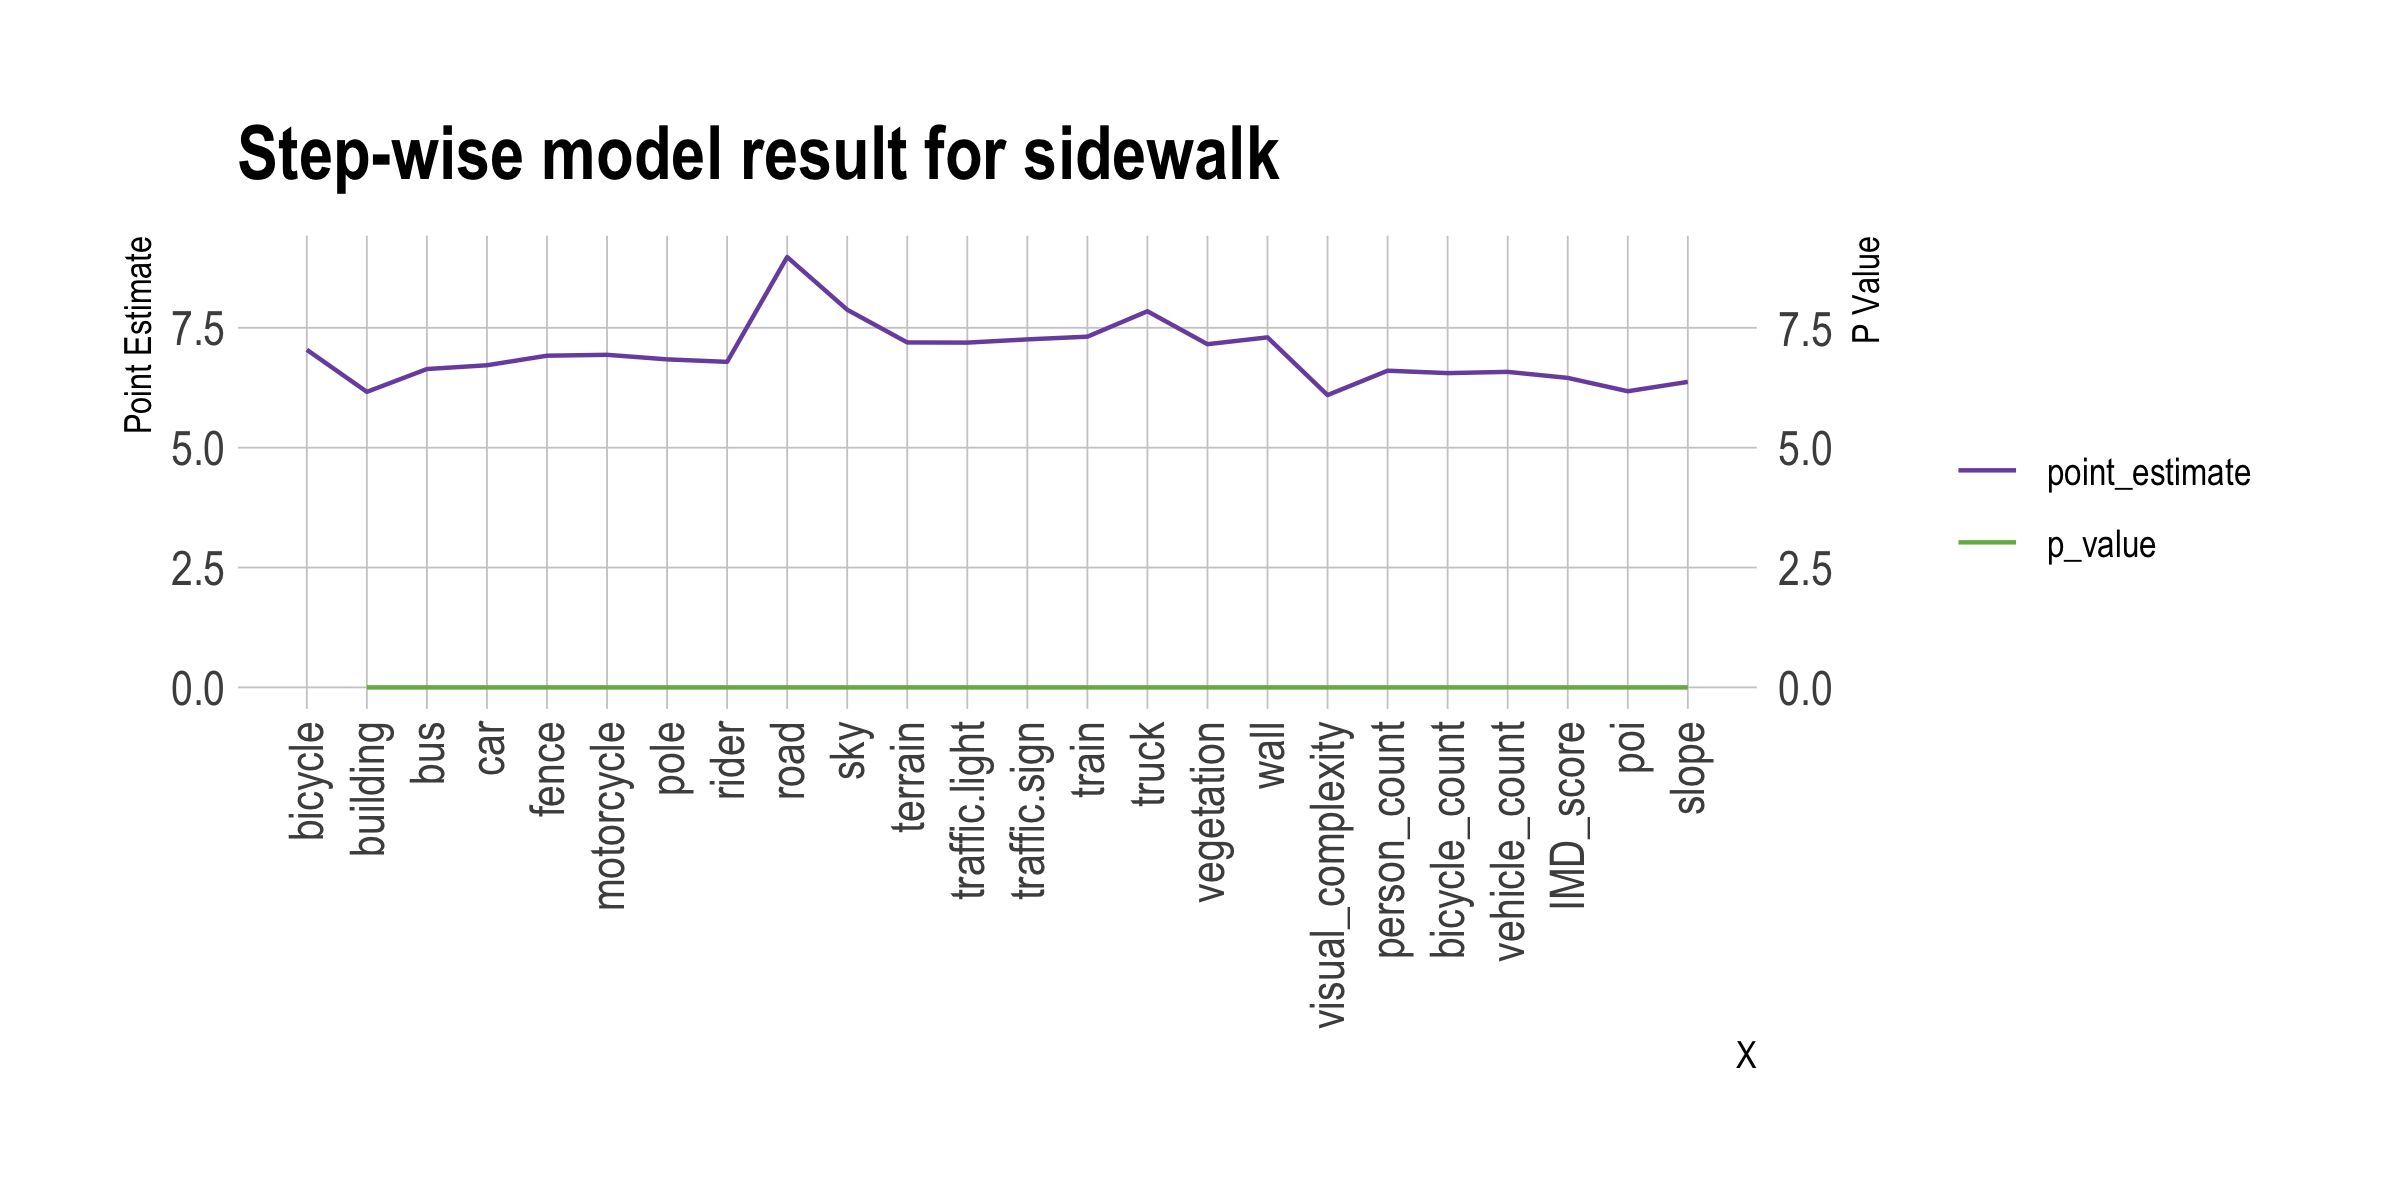 Step-wise model result for sidewalk
Point Estimate
P Value
7.5
5.0
2.5
0.0
7.5
5.0
2.5
0.0
point_estimate
p_value
bicycle
building
bus
car
fence
motorcycle
pole
rider
road
sky
terrain
traffic.light
traffic.sign
train
truck
vegetation
wall
visual_complexity
person_count
bicycle_count
vehicle_count
IMD_score
poi
slope
X